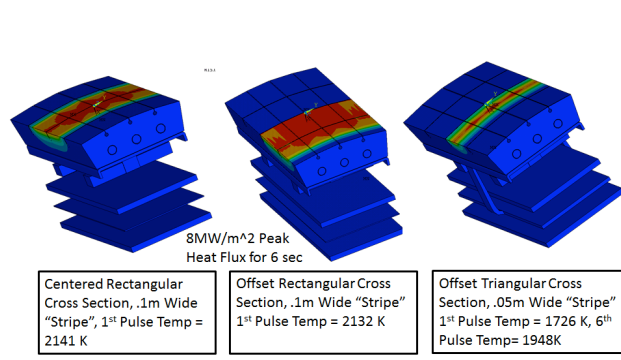 8MW/m^2 Peak
Heat Flux for 6 sec
Centered Rectangular
Cross Section, .1m Wide
“Stripe”, 1st Pulse Temp =
2141 K
Offset Rectangular Cross
Section, .1m Wide “Stripe”
1st Pulse Temp = 2132 K
Offset Triangular Cross
Section, .05m Wide “Stripe”
1st Pulse Temp = 1726 K, 6th
Pulse Temp= 1948K